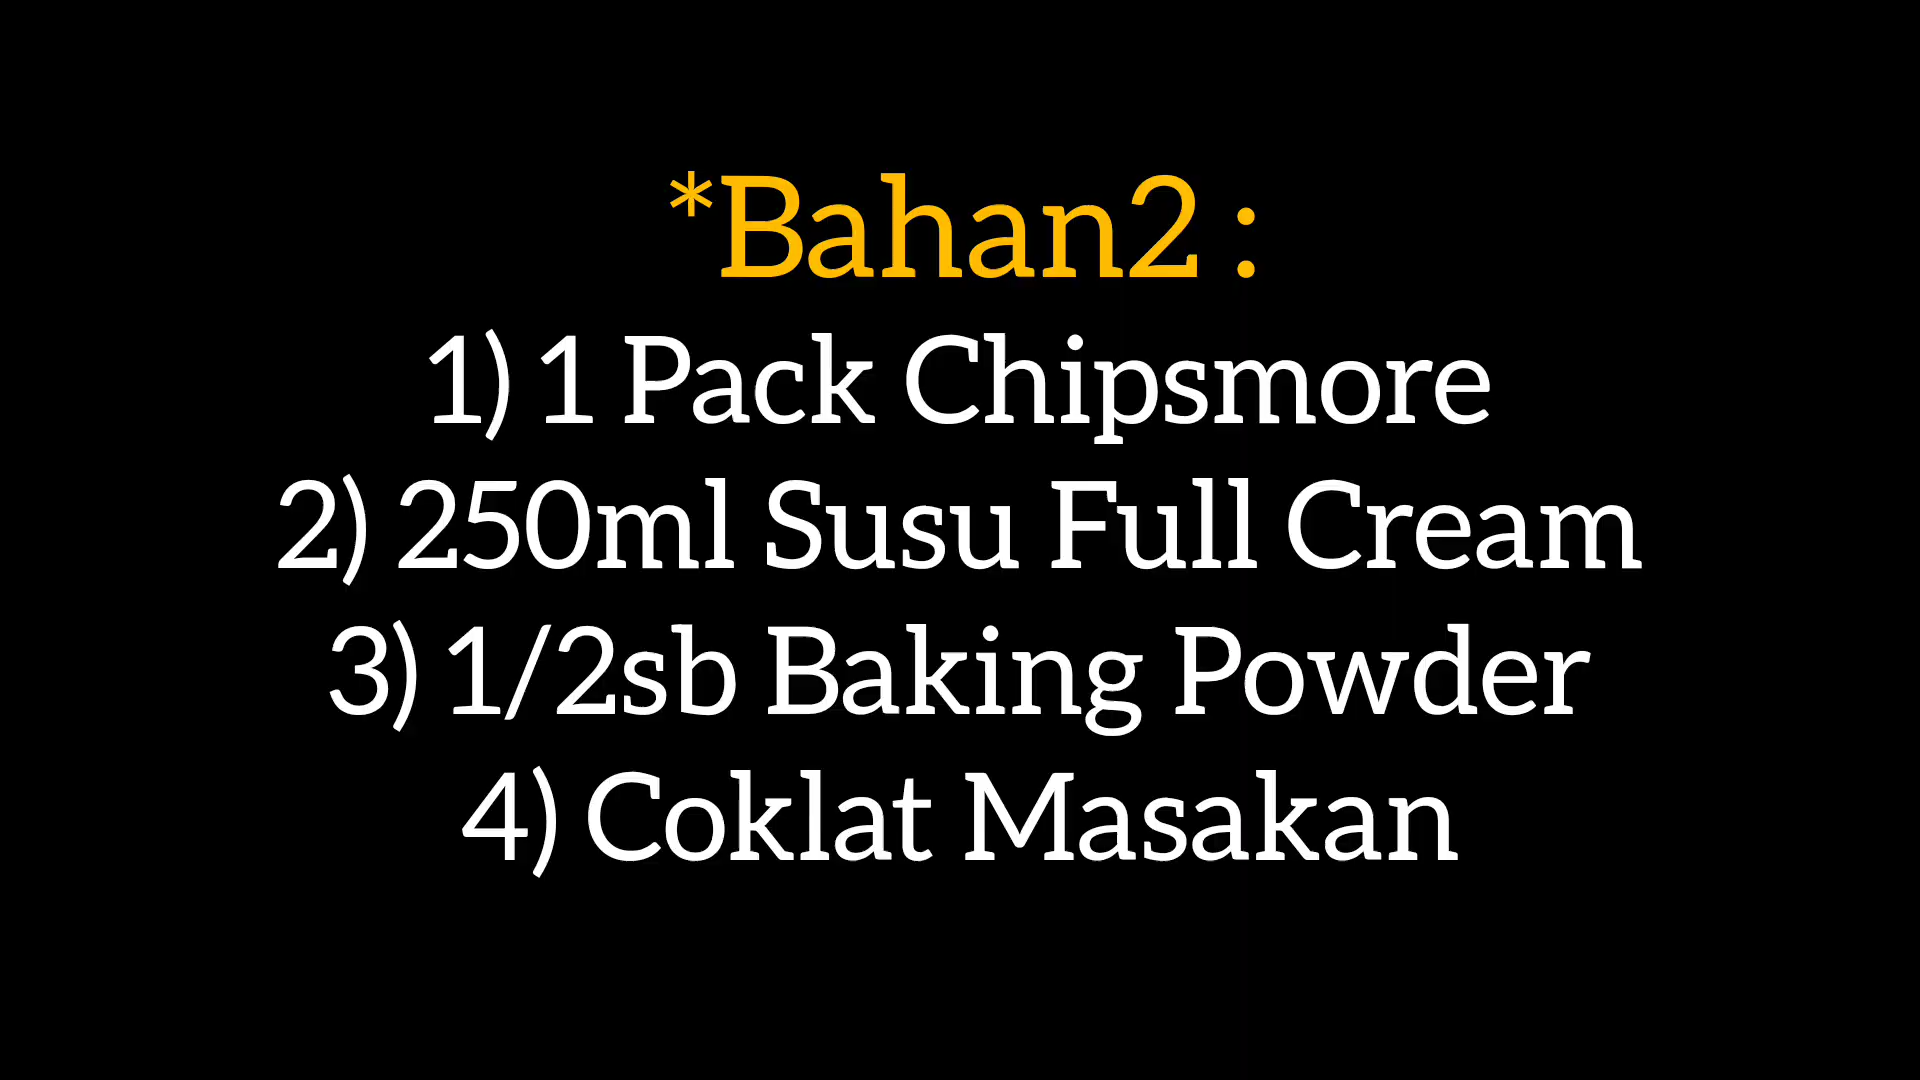 *Bahan2 :
1) 1 Pack Chipsmore
2) 250ml Susu Full Cream
3) 1/2sb Baking Powder
4) Coklat Masakan